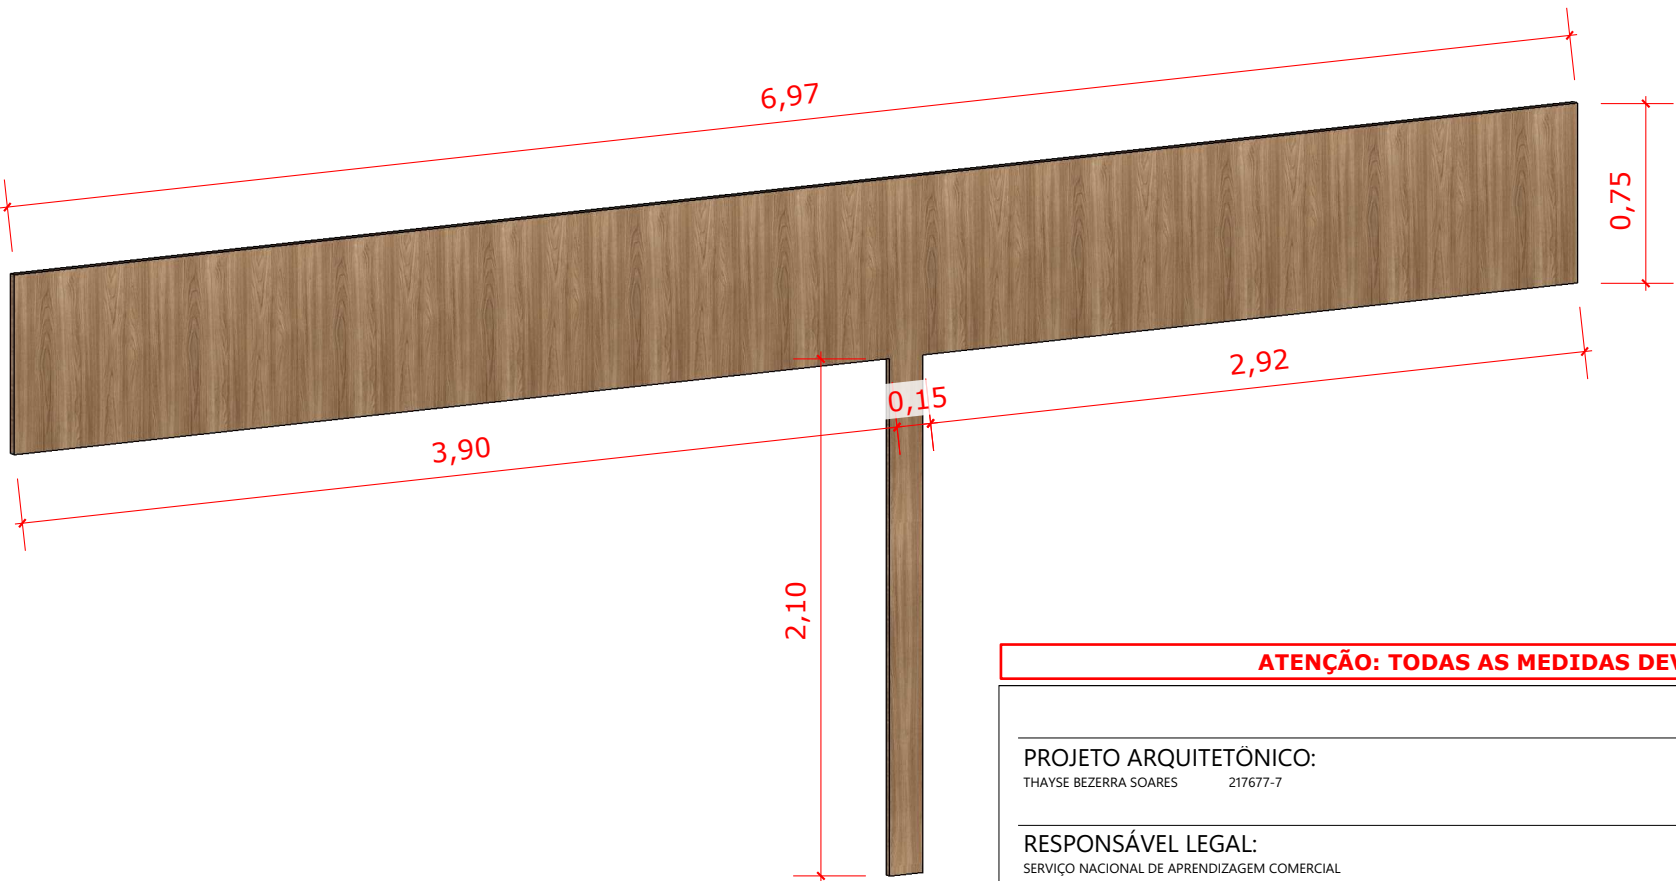 6,97
0,75
2,92
0,15
3,90
2,10
ATENÇÃO: TODAS AS MEDIDAS DEV
PROJETO ARQUITETÔNICO:
THAYSE BEZERRA SOARES 217677-7
RESPONSÁVEL LEGAL:
SERVIÇO NACIONAL DE APRENDIZAGEM COMERCIAL